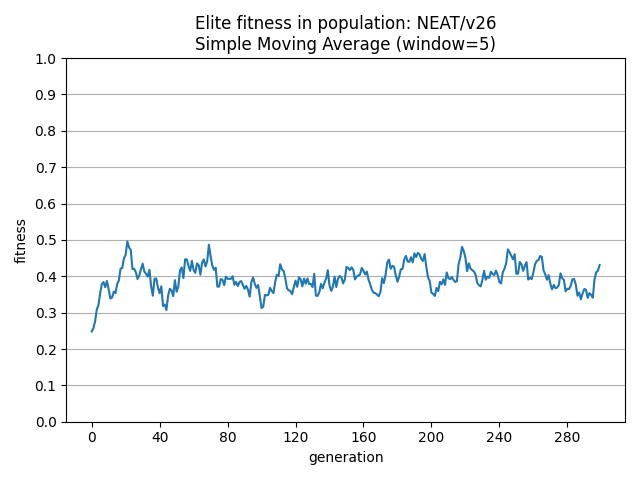 Elite fitness in population: NEAT/v26
Simple Moving Average (window=5)
1.0
0.9
0.8
0.7
0.6
0.5
0.4
0.3
0.2
0.1
0.0
fitness
0 40 80 120 160 200 240 280
generation